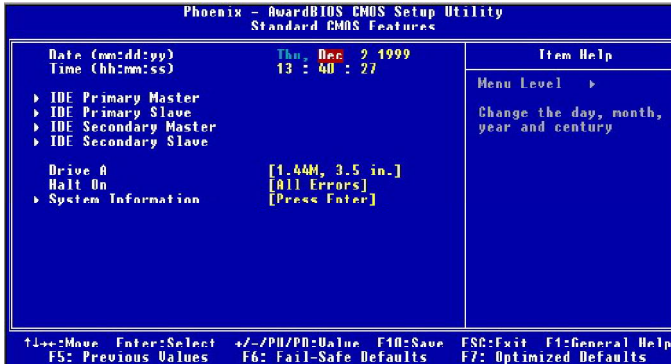 Phoenix - AwardBIOS CMOS Setup Utility
Standard CMOS Features
Date (mm:dd:yy) Thu, Dec 2 1999
Time (hh:mm:ss) 13 : 40 : 27
IDE Primary Master
IDE Primary Slave
IDE Secondary Master
IDE Secondary Slave
Drive A [1.44M, 3.5 in.]
Halt On [All Errors]
System Information [Press Enter]
Item Help
Menu Level
Change the day, month,
year and century
↑↓→←:Move Enter:Select +/-/PU/PD:Value F10:Save ESC:Exit F1:General Help
F5: Previous Values F6: Fail-Safe Defaults F7: Optimized Defaults